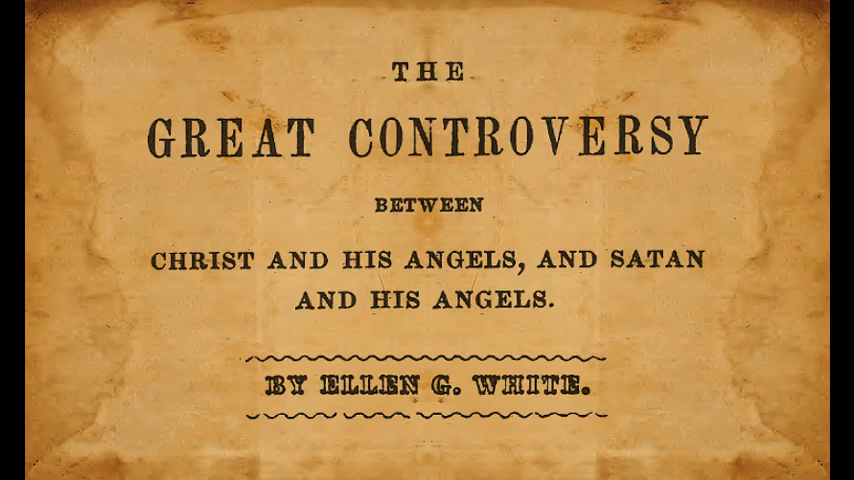 THE
GREAT CONTROVERSY
BETWEEN
CHRIST AND HIS ANGELS, AND SATAN
AND HIS ANGELS.
BY ELLEN G. WHITE.